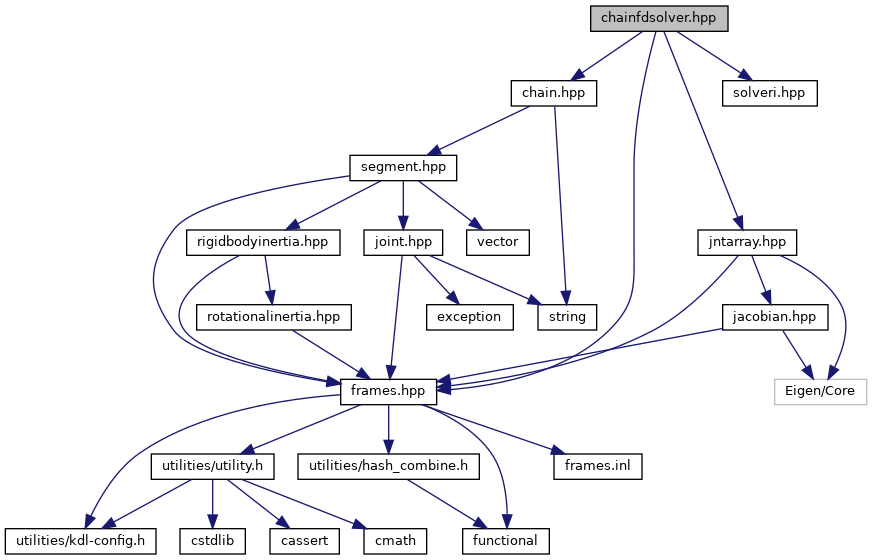 chainfdsolver.hpp
chain.hpp
solveri.hpp
segment.hpp
rigidbodyinertia.hpp
joint.hpp
vector
jntarray.hpp
rotationalinertia.hpp
exception
string
jacobian.hpp
frames.hpp
Eigen/Core
utilities/utility.h
utilities/hash_combine.h
frames.inl
utilities/kdl-config.h
cstdlib
cassert
cmath
functional